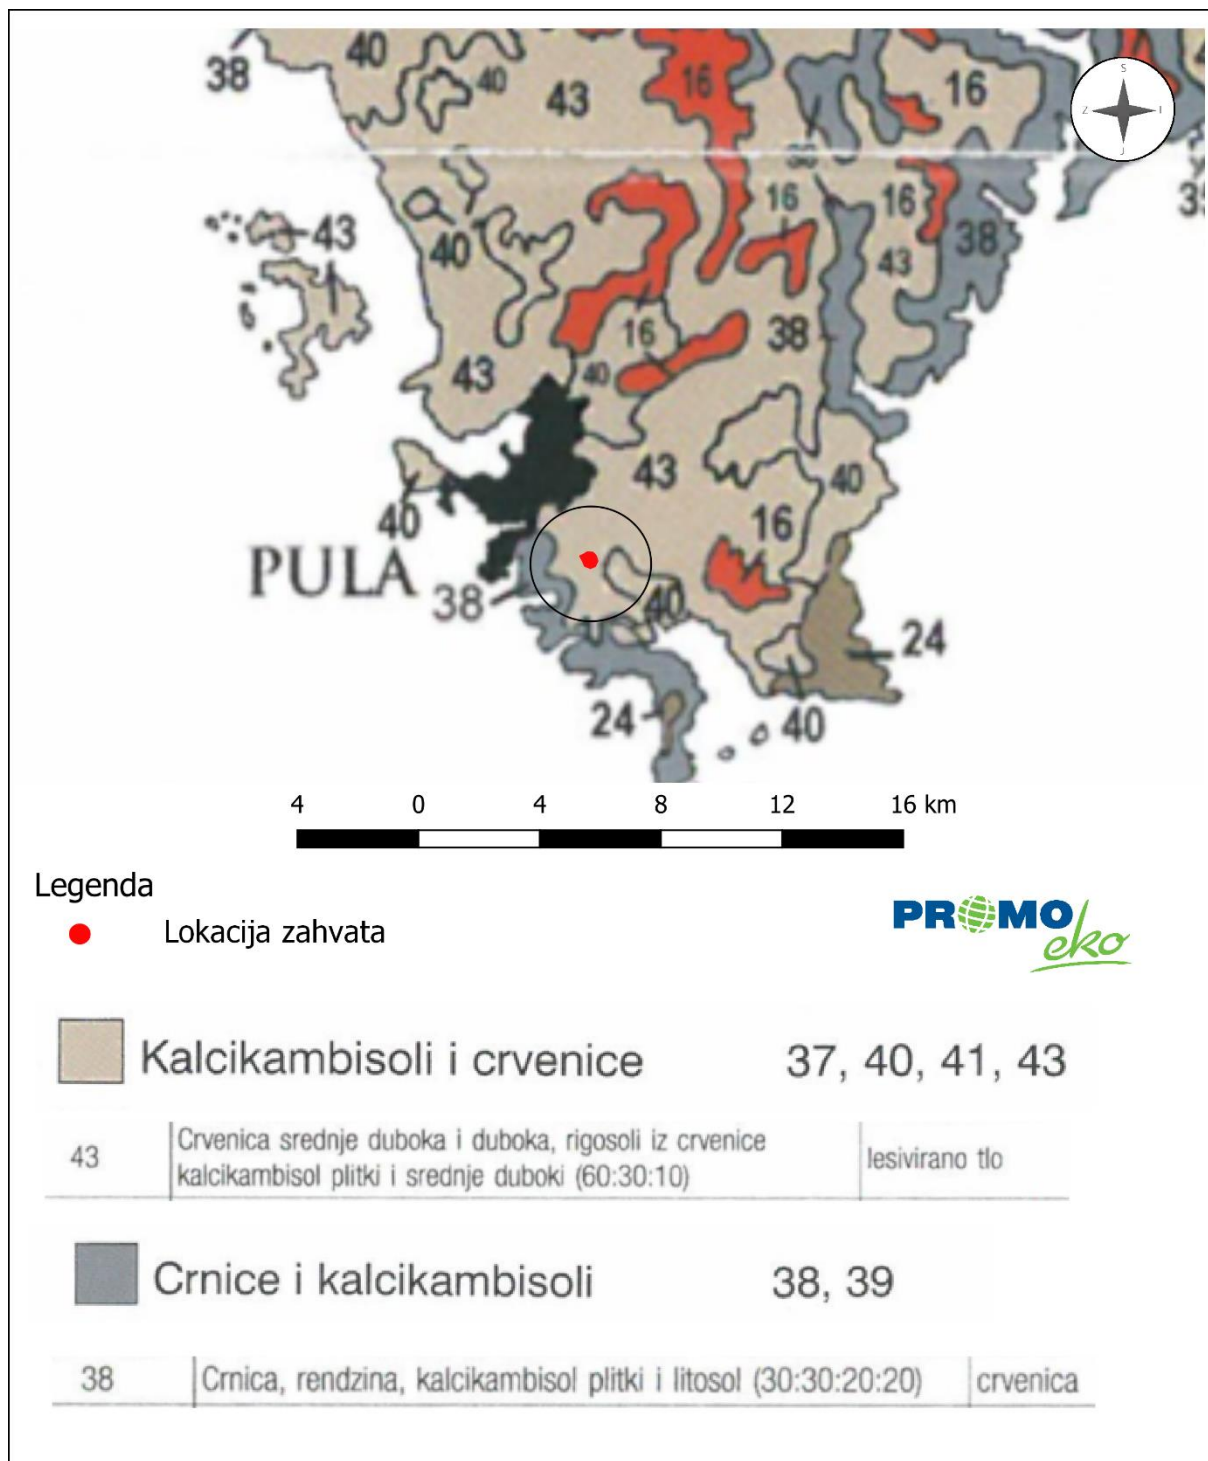 38
40
40
43
16
16
S
Z
I
J
38
16
16
35
43
40
38
43
16
38
43
40
43
40
40
16
PULA
38
40
24
24
40
4
0
4
8
12
16 km
Legenda
Lokacija zahvata
PROMO
eko
Kalcikambisoli i crvenice
37, 40, 41, 43
43
Crvenica srednje duboka i duboka, rigosoli iz crvenice
kalcikambisol plitki i srednje duboki (60:30:10)
lesivirano tlo
Crnice i kalcikambisoli
38, 39
38
Crnica, rendzina, kalcikambisol plitki i litosol (30:30:20:20)
crvenica